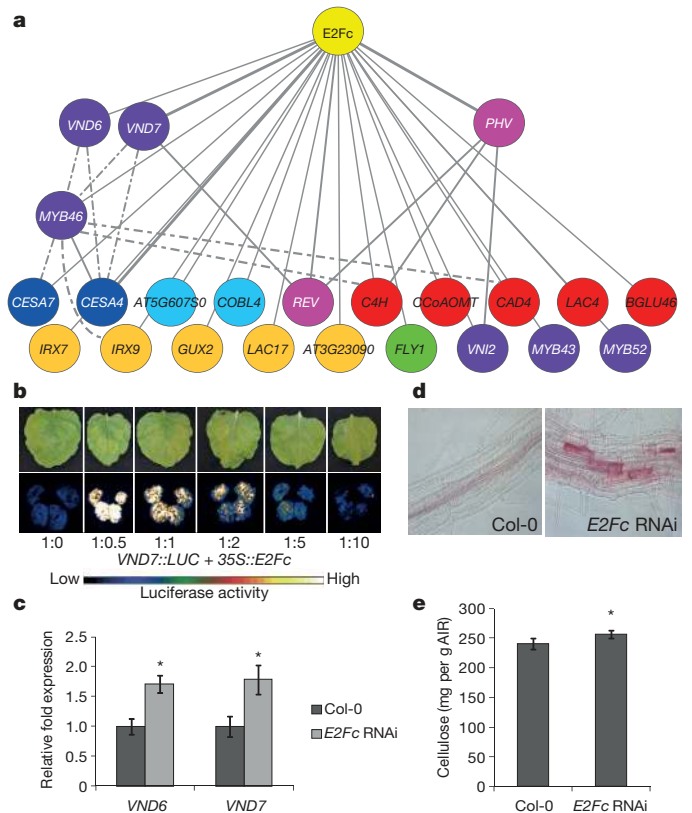 a
E2Fc
VND6
VND7
PHV
MYB46
CESA7
CESA4
AT5G607S0
COBL4
REV
C4H
CCoAOMT
CAD4
LAC4
BGLU46
IRX7
IRX9
GUX2
LAC17
AT3G23090
FLY1
VNI2
MYB43
MYB52
b
1:0 1:0.5 1:1 1:2 1:5 1:10
VND7::LUC + 35S::E2Fc
Low High
Luciferase activity
d
Col-0
E2Fc RNAi
c
Relative fold expression
2.5
2.0
1.5
1.0
0.5
0.0
* *
VND6 VND7
Col-0
E2Fc RNAi
e
Cellulose (mg per g AIR)
300
250
200
150
100
50
0
*
Col-0 E2Fc RNAi